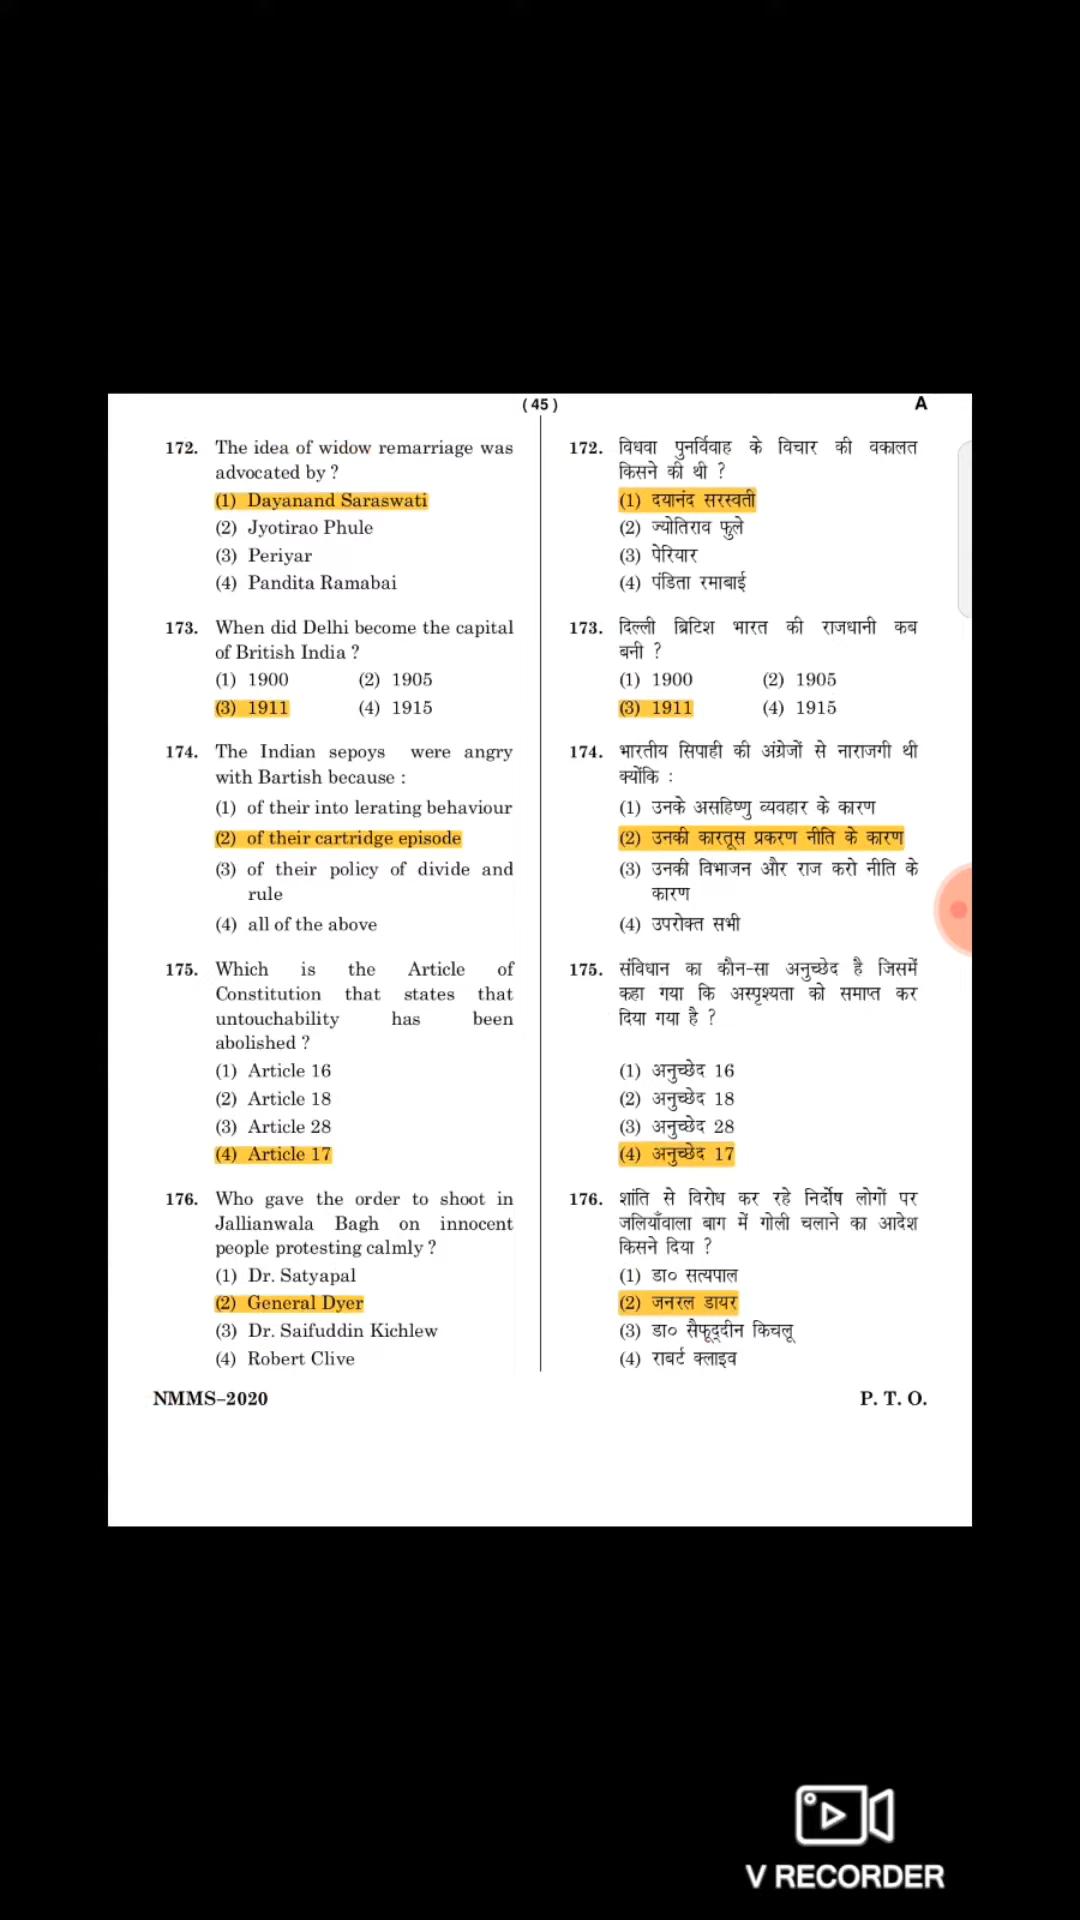 ( 45 )
A
172. The idea of widow remarriage was
advocated by ?
(1) Dayanand Saraswati
(2) Jyotirao Phule
(3) Periyar
(4) Pandita Ramabai
173. When did Delhi become the capital
of British India ?
(1) 1900 (2) 1905
(3) 1911 (4) 1915
174. The Indian sepoys were angry
with Bartish because :
(1) of their into lerating behaviour
(2) of their cartridge episode
(3) of their policy of divide and
rule
(4) all of the above
175. Which is the Article of
Constitution that states that
untouchability has been
abolished ?
(1) Article 16
(2) Article 18
(3) Article 28
(4) Article 17
176. Who gave the order to shoot in
Jallianwala Bagh on innocent
people protesting calmly ?
(1) Dr. Satyapal
(2) General Dyer
(3) Dr. Saifuddin Kichlew
(4) Robert Clive
172. विधवा पुनर्विवाह के विचार की वकालत
किसने की थी ?
(1) दयानंद सरस्वती
(2) ज्योतिराव फुले
(3) पेरियार
(4) पंडिता रमाबाई
173. दिल्ली ब्रिटिश भारत की राजधानी कब
बनी ?
(1) 1900 (2) 1905
(3) 1911 (4) 1915
174. भारतीय सिपाही की अंग्रेजों से नाराजगी थी
क्योंकि :
(1) उनके असहिष्णु व्यवहार के कारण
(2) उनकी कारतूस प्रकरण नीति के कारण
(3) उनकी विभाजन और राज करो नीति के
कारण
(4) उपरोक्त सभी
175. संविधान का कौन-सा अनुच्छेद है जिसमें
कहा गया कि अस्पृश्यता को समाप्त कर
दिया गया है ?
(1) अनुच्छेद 16
(2) अनुच्छेद 18
(3) अनुच्छेद 28
(4) अनुच्छेद 17
176. शांति से विरोध कर रहे निर्दोष लोगों पर
जलियाँवाला बाग में गोली चलाने का आदेश
किसने दिया ?
(1) डा० सत्यपाल
(2) जनरल डायर
(3) डा० सैफूद्दीन किचलू
(4) राबर्ट क्लाइव
NMMS–2020
P. T. O.
V RECORDER